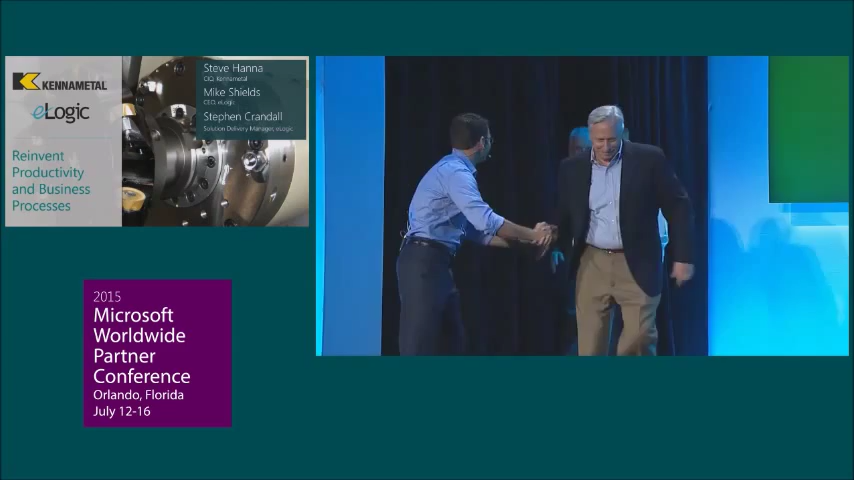 KENNAMETAL
eLogic
Reinvent
Productivity
and Business
Processes
Steve Hanna
CIO, Kennametal
Mike Shields
CEO, eLogic
Stephen Crandall
Solution Delivery Manager, eLogic
2015
Microsoft
Worldwide
Partner
Conference
Orlando, Florida
July 12-16